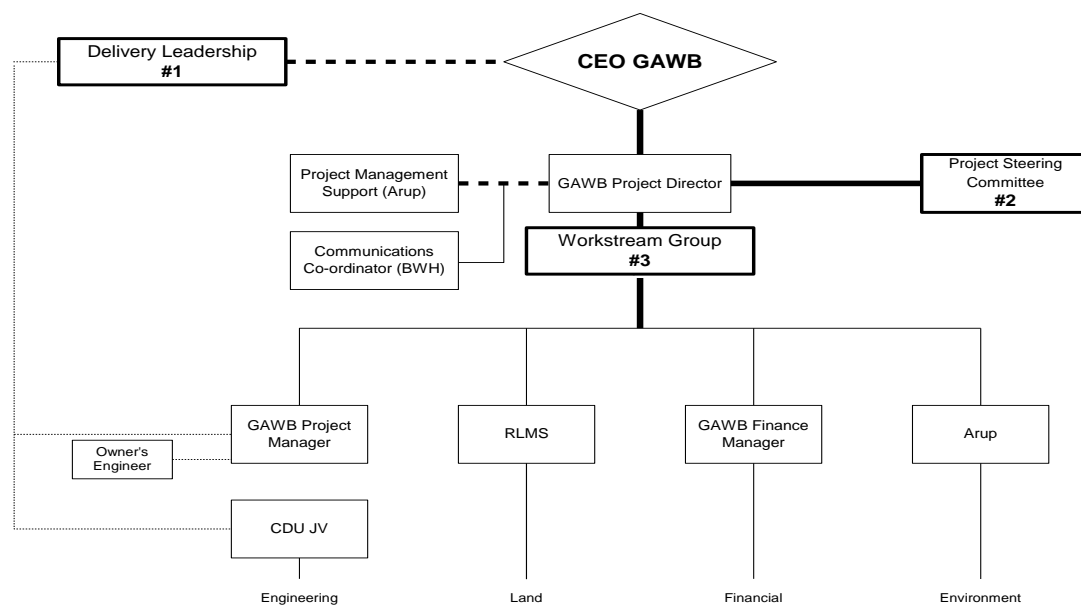 Delivery Leadership
#1
CEO GAWB
Project Management
Support (Arup)
GAWB Project Director
Project Steering
Committee
#2
Communications
Co-ordinator (BWH)
Workstream Group
#3
GAWB Project
Manager
RLMS
GAWB Finance
Manager
Arup
Owner's
Engineer
CDU JV
Engineering
Land
Financial
Environment